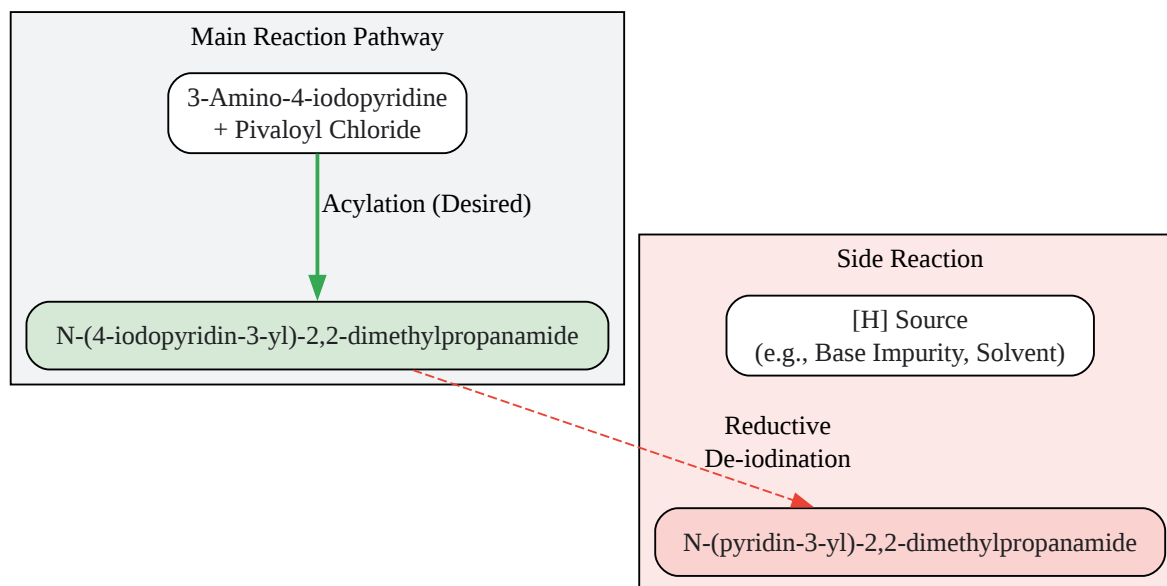 Main Reaction Pathway
3-Amino-4-iodopyridine
+ Pivaloyl Chloride
Acylation (Desired)
N-(4-iodopyridin-3-yl)-2,2-dimethylpropanamide
Side Reaction
[H] Source
(e.g., Base Impurity, Solvent)
Reductive
De-iodination
N-(pyridin-3-yl)-2,2-dimethylpropanamide